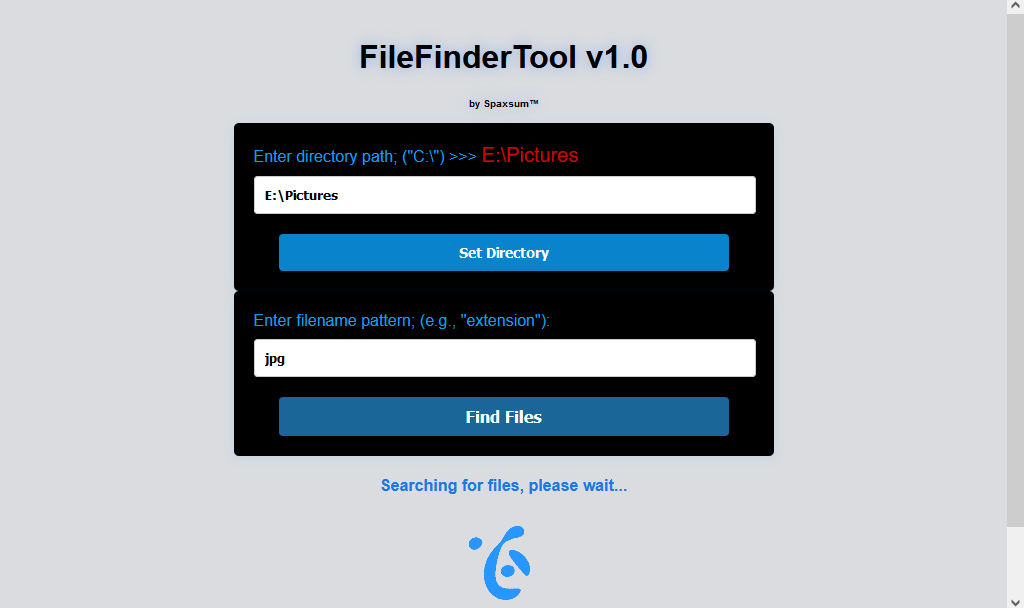 FileFinderTool v1.0
by Spaxsum™
Enter directory path; ("C:\") >>> E:\Pictures
E:\Pictures
Set Directory
Enter filename pattern; (e.g., "extension"):
jpg
Find Files
Searching for files, please wait...